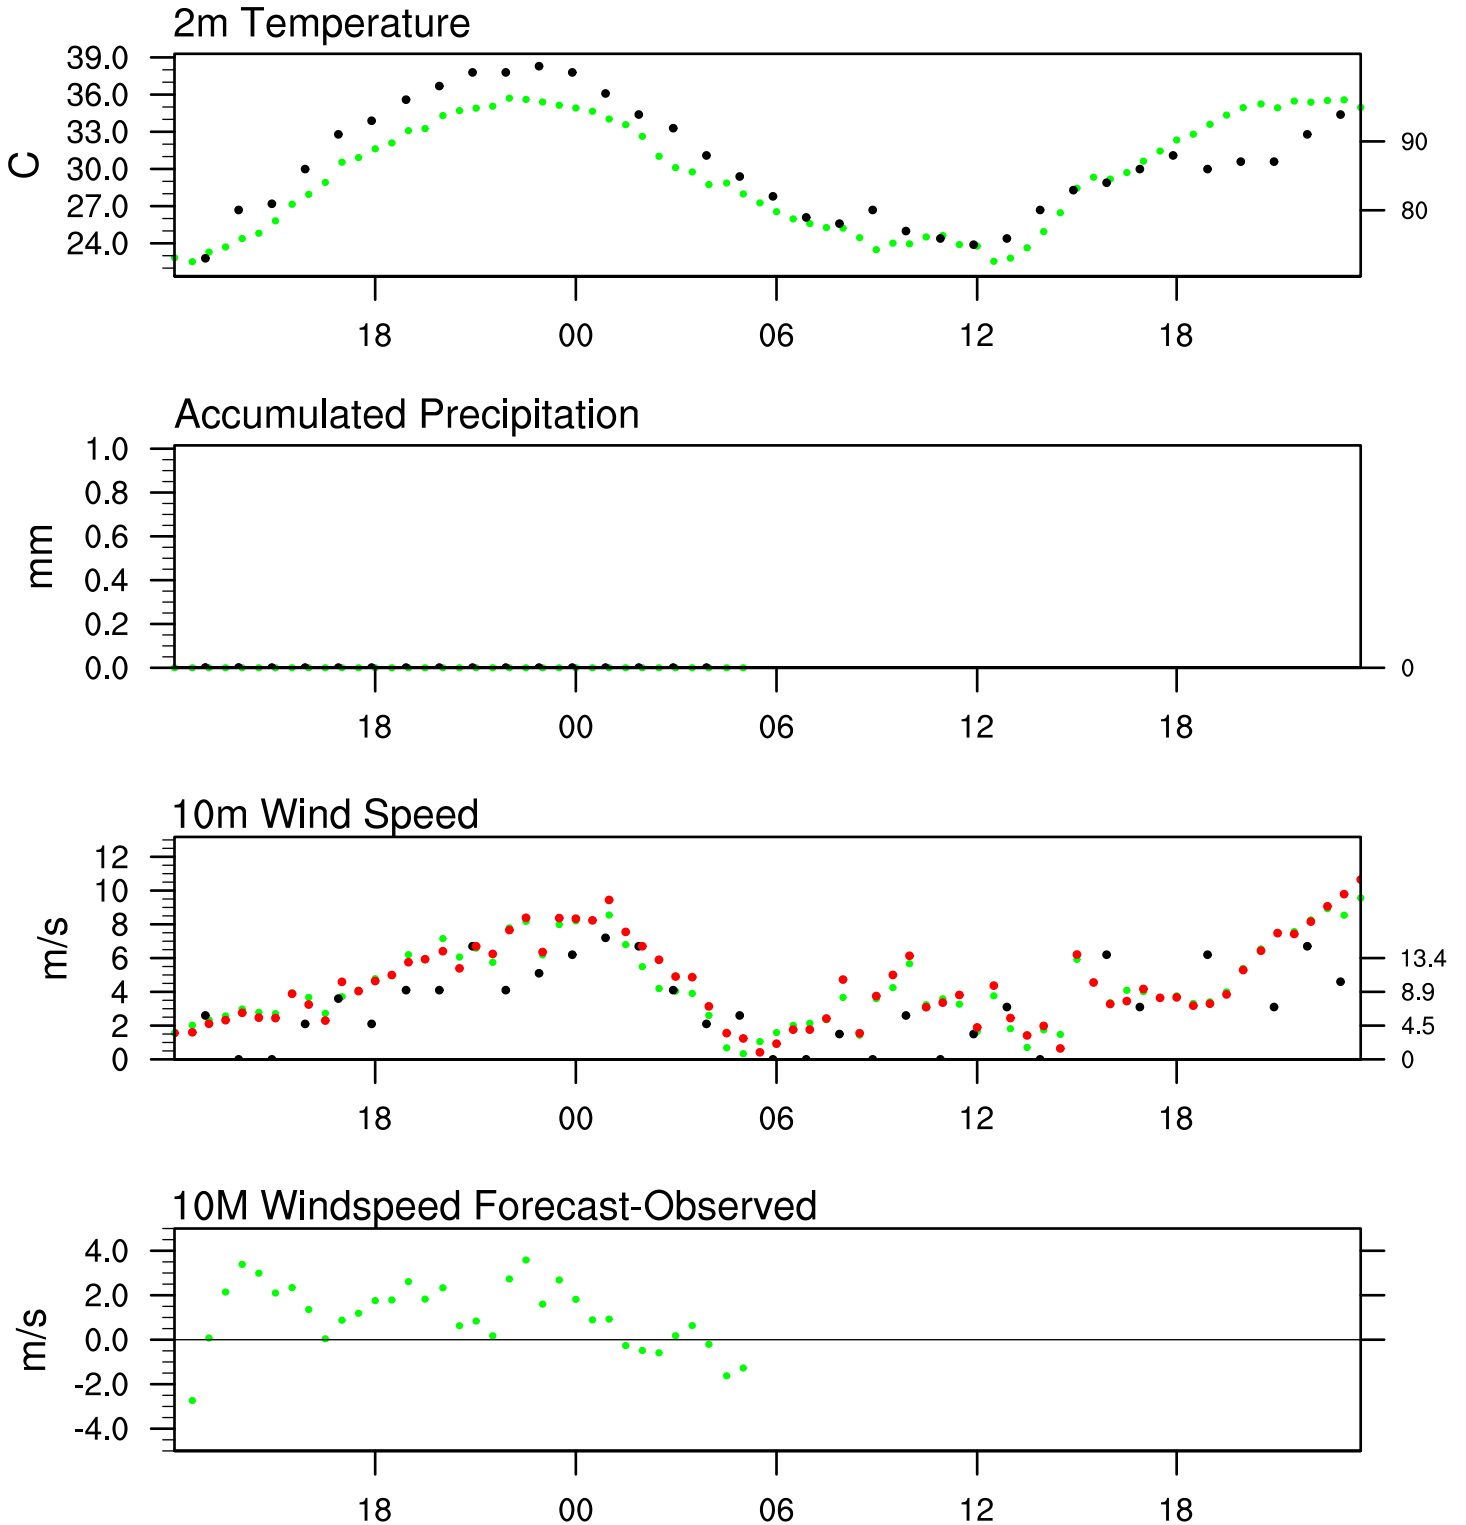 2m Temperature
39.0
36.0
33.0
30.0
27.0
24.0
C
90
80
18 00 06 12 18
Accumulated Precipitation
1.0
0.8
0.6
0.4
0.2
0.0
mm
0
18 00 06 12 18
10m Wind Speed
12
10
8
6
4
2
0
m/s
13.4
8.9
4.5
0
18 00 06 12 18
10M Windspeed Forecast-Observed
4.0
2.0
0.0
-2.0
-4.0
m/s
18 00 06 12 18